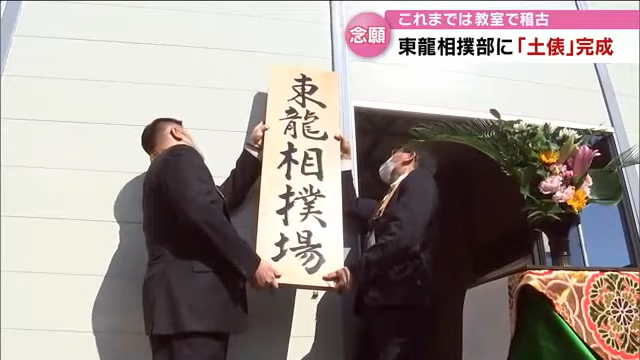 これまでは教室で稽古
念願
東龍相撲部に「土俵」完成
東龍相撲場